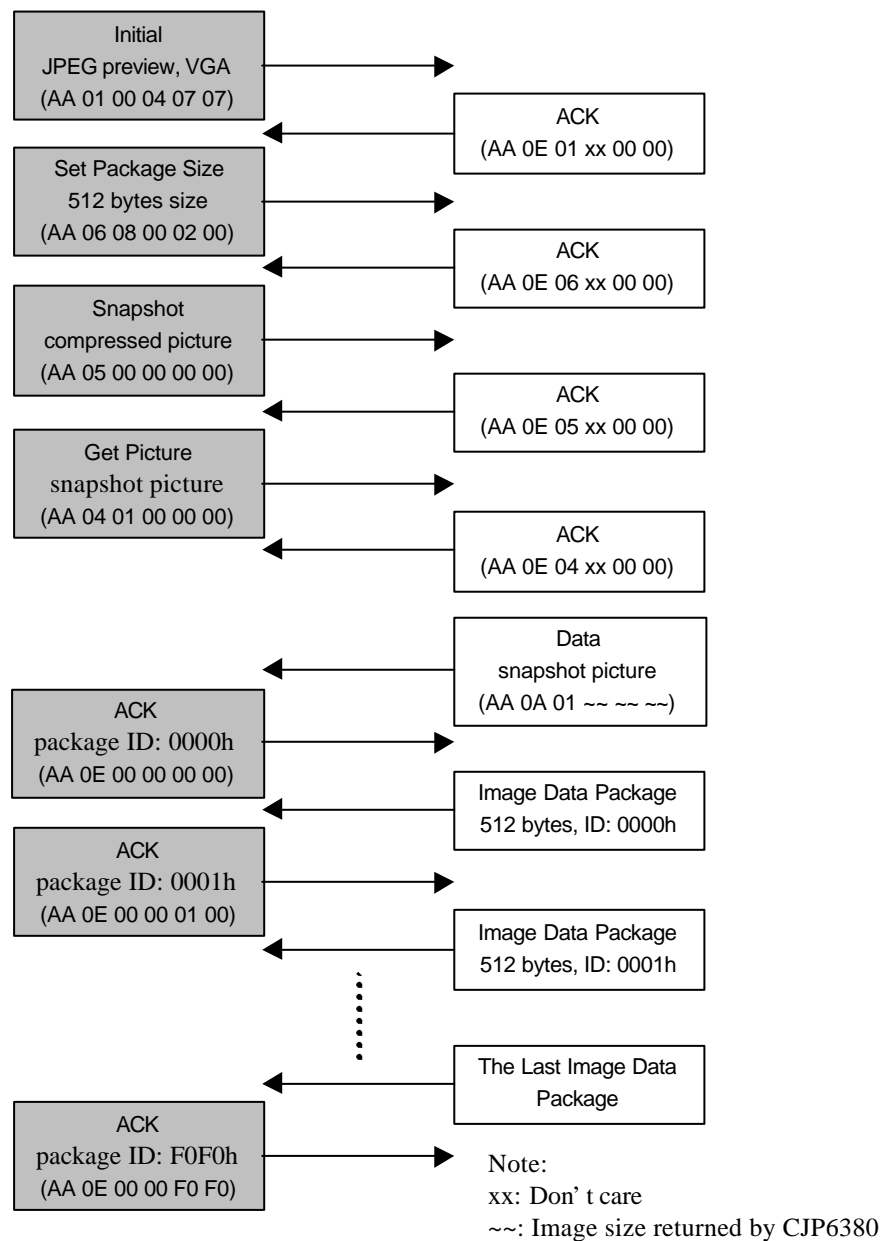 Initial
JPEG preview, VGA
(AA 01 00 04 07 07)
ACK
(AA 0E 01 xx 00 00)
Set Package Size
512 bytes size
(AA 06 08 00 02 00)
ACK
(AA 0E 06 xx 00 00)
Snapshot
compressed picture
(AA 05 00 00 00 00)
ACK
(AA 0E 05 xx 00 00)
Get Picture
snapshot picture
(AA 04 01 00 00 00)
ACK
(AA 0E 04 xx 00 00)
Data
snapshot picture
(AA 0A 01 ~~ ~~ ~~)
ACK
package ID: 0000h
(AA 0E 00 00 00 00)
Image Data Package
512 bytes, ID: 0000h
ACK
package ID: 0001h
(AA 0E 00 00 01 00)
Image Data Package
512 bytes, ID: 0001h
The Last Image Data
Package
ACK
package ID: F0F0h
(AA 0E 00 00 F0 F0)
Note:
xx: Don' t care
~~: Image size returned by CJP6380